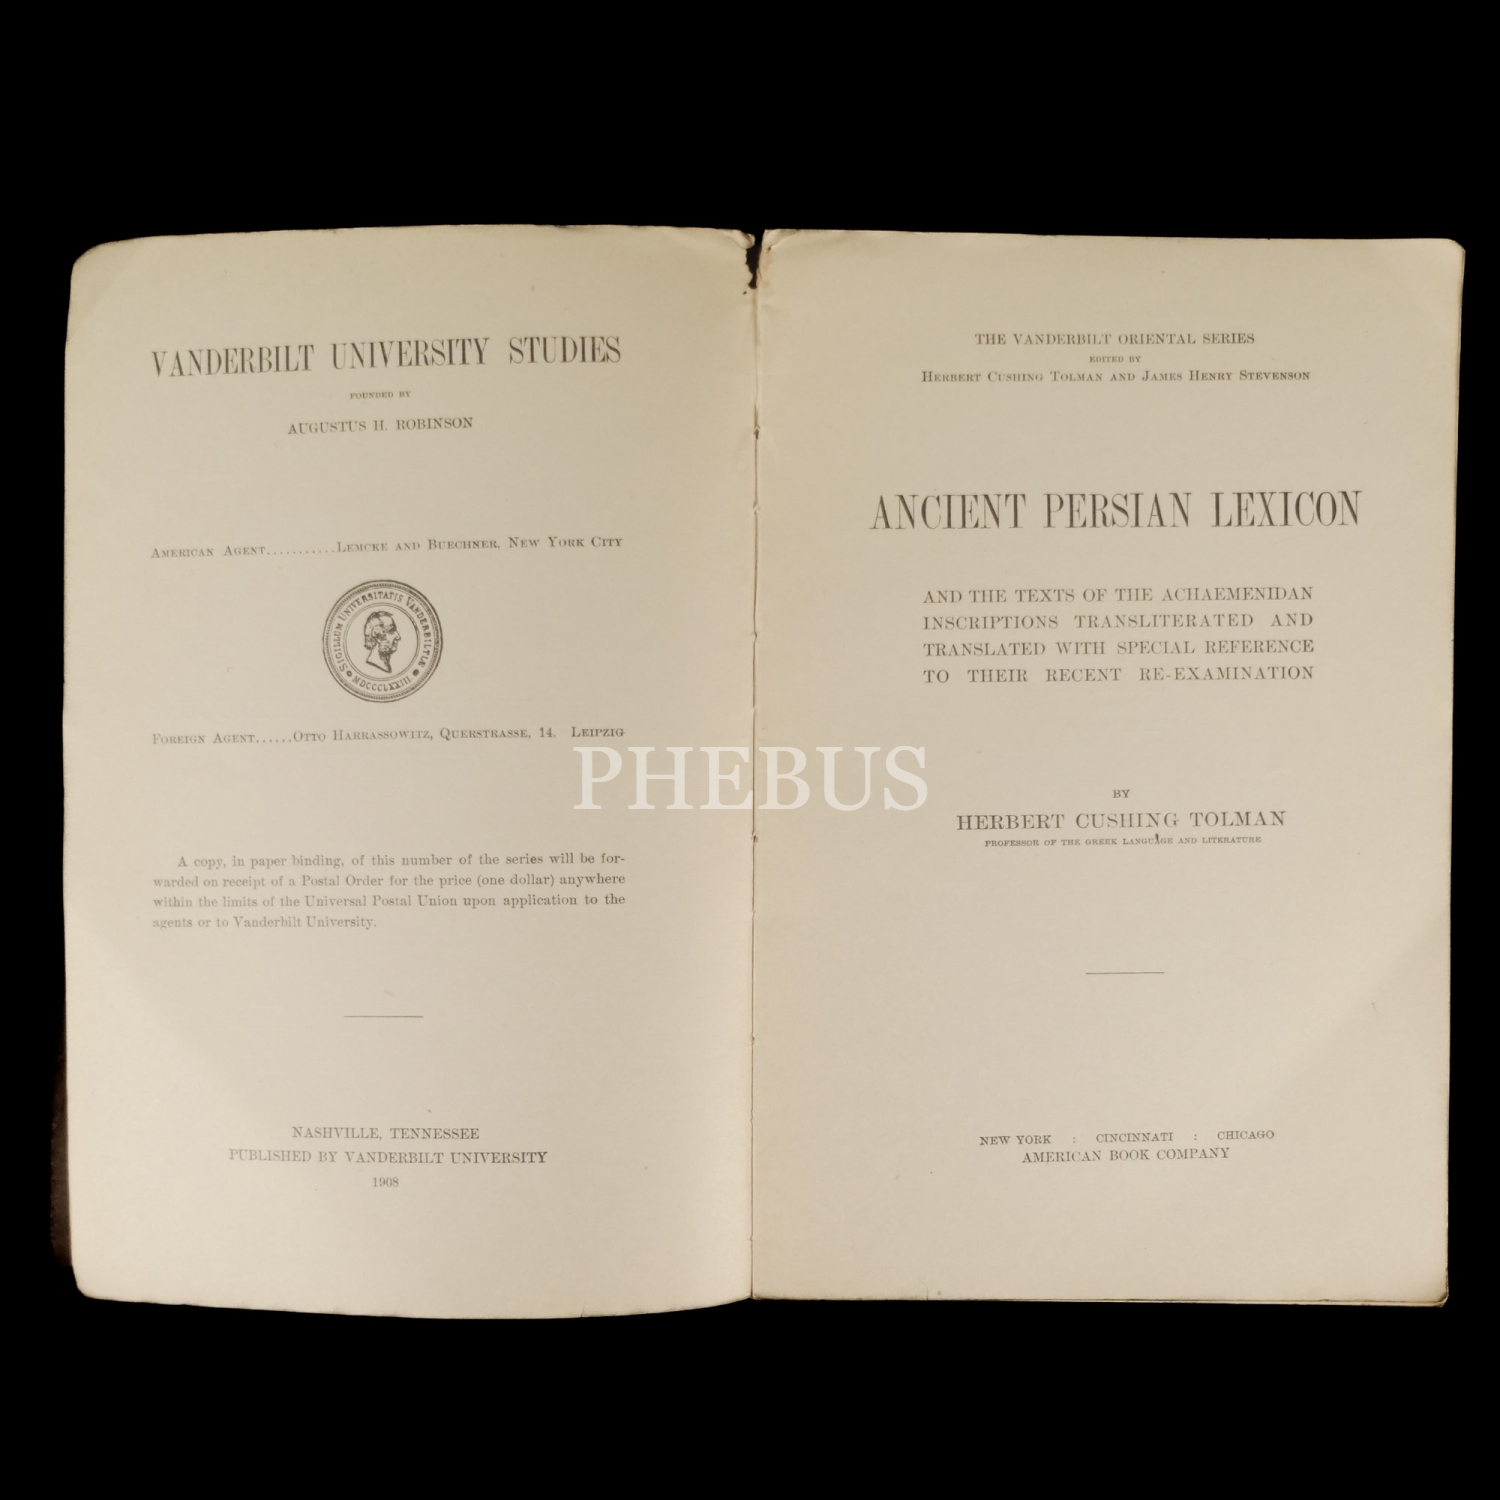 VANDERBILT UNIVERSITY STUDIES
FOUNDED BY
AUGUSTUS H. ROBINSON
AMERICAN AGENT...........LEMCKE AND BUECHNER, NEW YORK CITY
SIGILLUM UNIVERSITATIS VANDERBILTIÆ
MDCCCLXXIII
FOREIGN AGENT......OTTO HARRASSOWITZ, QUERSTRASSE, 14. LEIPZIG
A copy, in paper binding, of this number of the series will be for-
warded on receipt of a Postal Order for the price (one dollar) anywhere
within the limits of the Universal Postal Union upon application to the
agents or to Vanderbilt University.
NASHVILLE, TENNESSEE
PUBLISHED BY VANDERBILT UNIVERSITY
1908
THE VANDERBILT ORIENTAL SERIES
EDITED BY
HERBERT CUSHING TOLMAN AND JAMES HENRY STEVENSON
ANCIENT PERSIAN LEXICON
AND THE TEXTS OF THE ACHAEMENIDAN
INSCRIPTIONS TRANSLITERATED AND
TRANSLATED WITH SPECIAL REFERENCE
TO THEIR RECENT RE-EXAMINATION
BY
HERBERT CUSHING TOLMAN
PROFESSOR OF THE GREEK LANGUAGE AND LITERATURE
NEW YORK : CINCINNATI : CHICAGO
AMERICAN BOOK COMPANY
PHEBUS